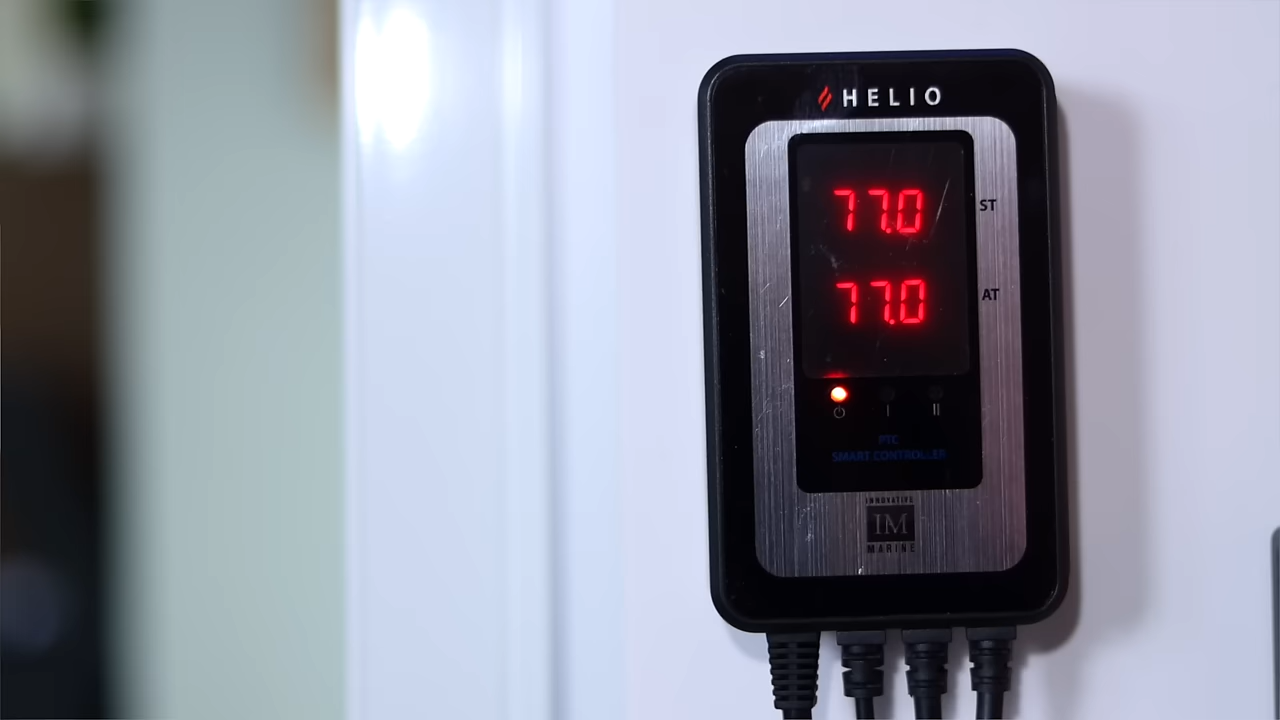 HELIO
77.0
ST
77.0
AT
I
II
PTC
SMART CONTROLLER
INNOVATIVE
IM
MARINE